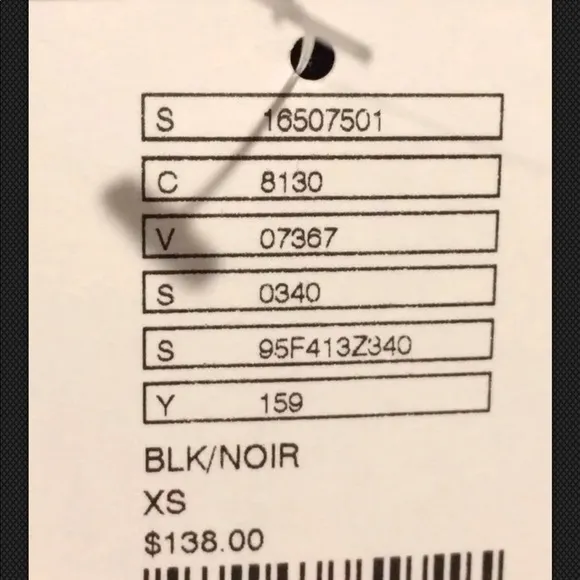 S 16507501
C 8130
V 07367
S 0340
S 95F413Z340
Y 159
BLK/NOIR
XS
$138.00